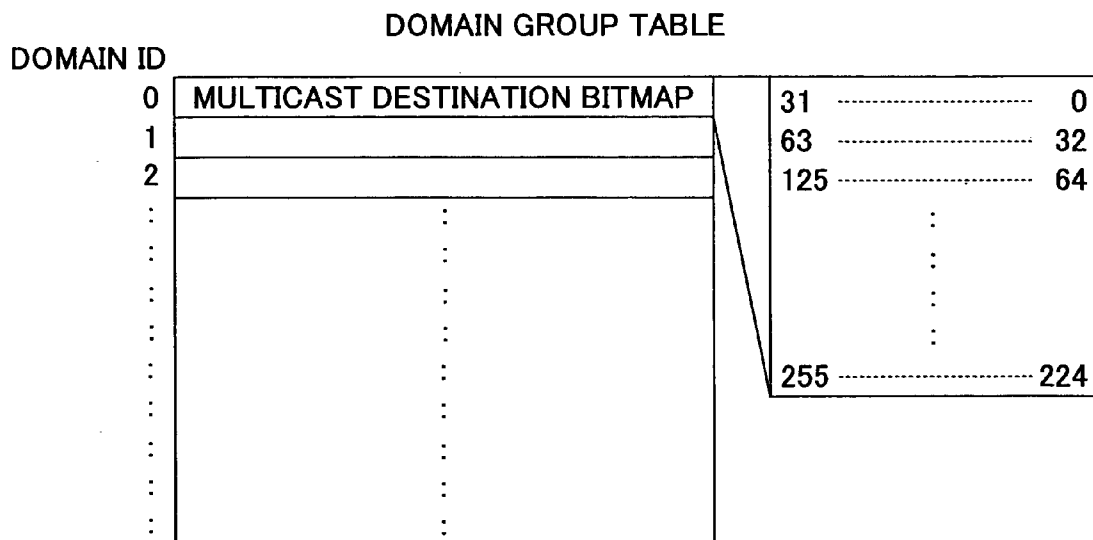 DOMAIN GROUP TABLE
DOMAIN ID
0 MULTICAST DESTINATION BITMAP
1
2
31 0
63 32
125 64
255 224